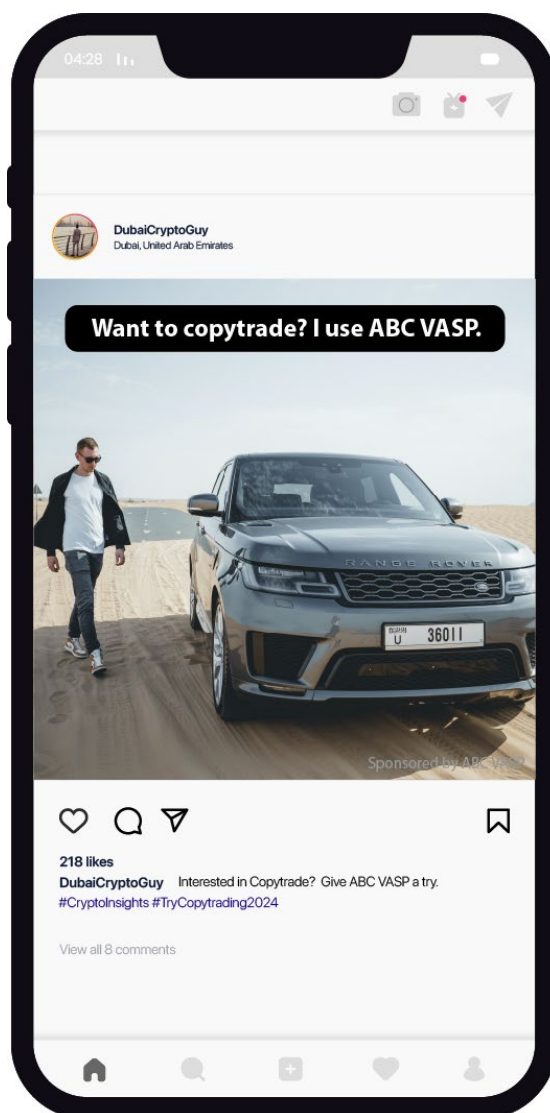 04:28
DubaiCryptoGuy
Dubai, United Arab Emirates
Want to copytrade? I use ABC VASP.
RANGE ROVER
U 36011
Sponsored by ABC VASP
218 likes
DubaiCryptoGuy Interested in Copytrade? Give ABC VASP a try.
#CryptoInsights #TryCopytrading2024
View all 8 comments